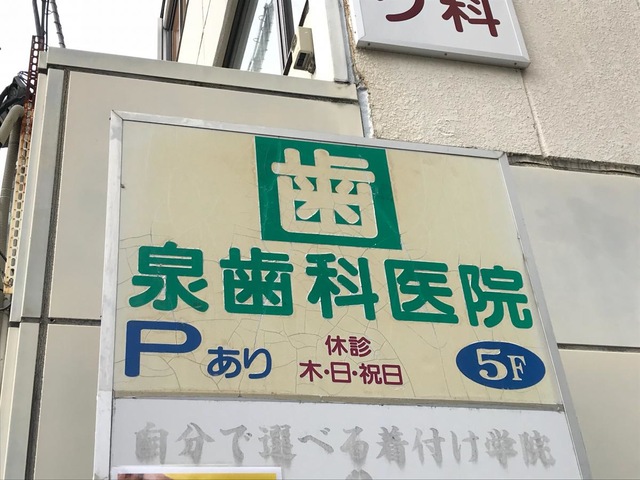 科
歯
泉歯科医院
Pあり
休診
木・日・祝日
5F
自分で選べる着付け学院